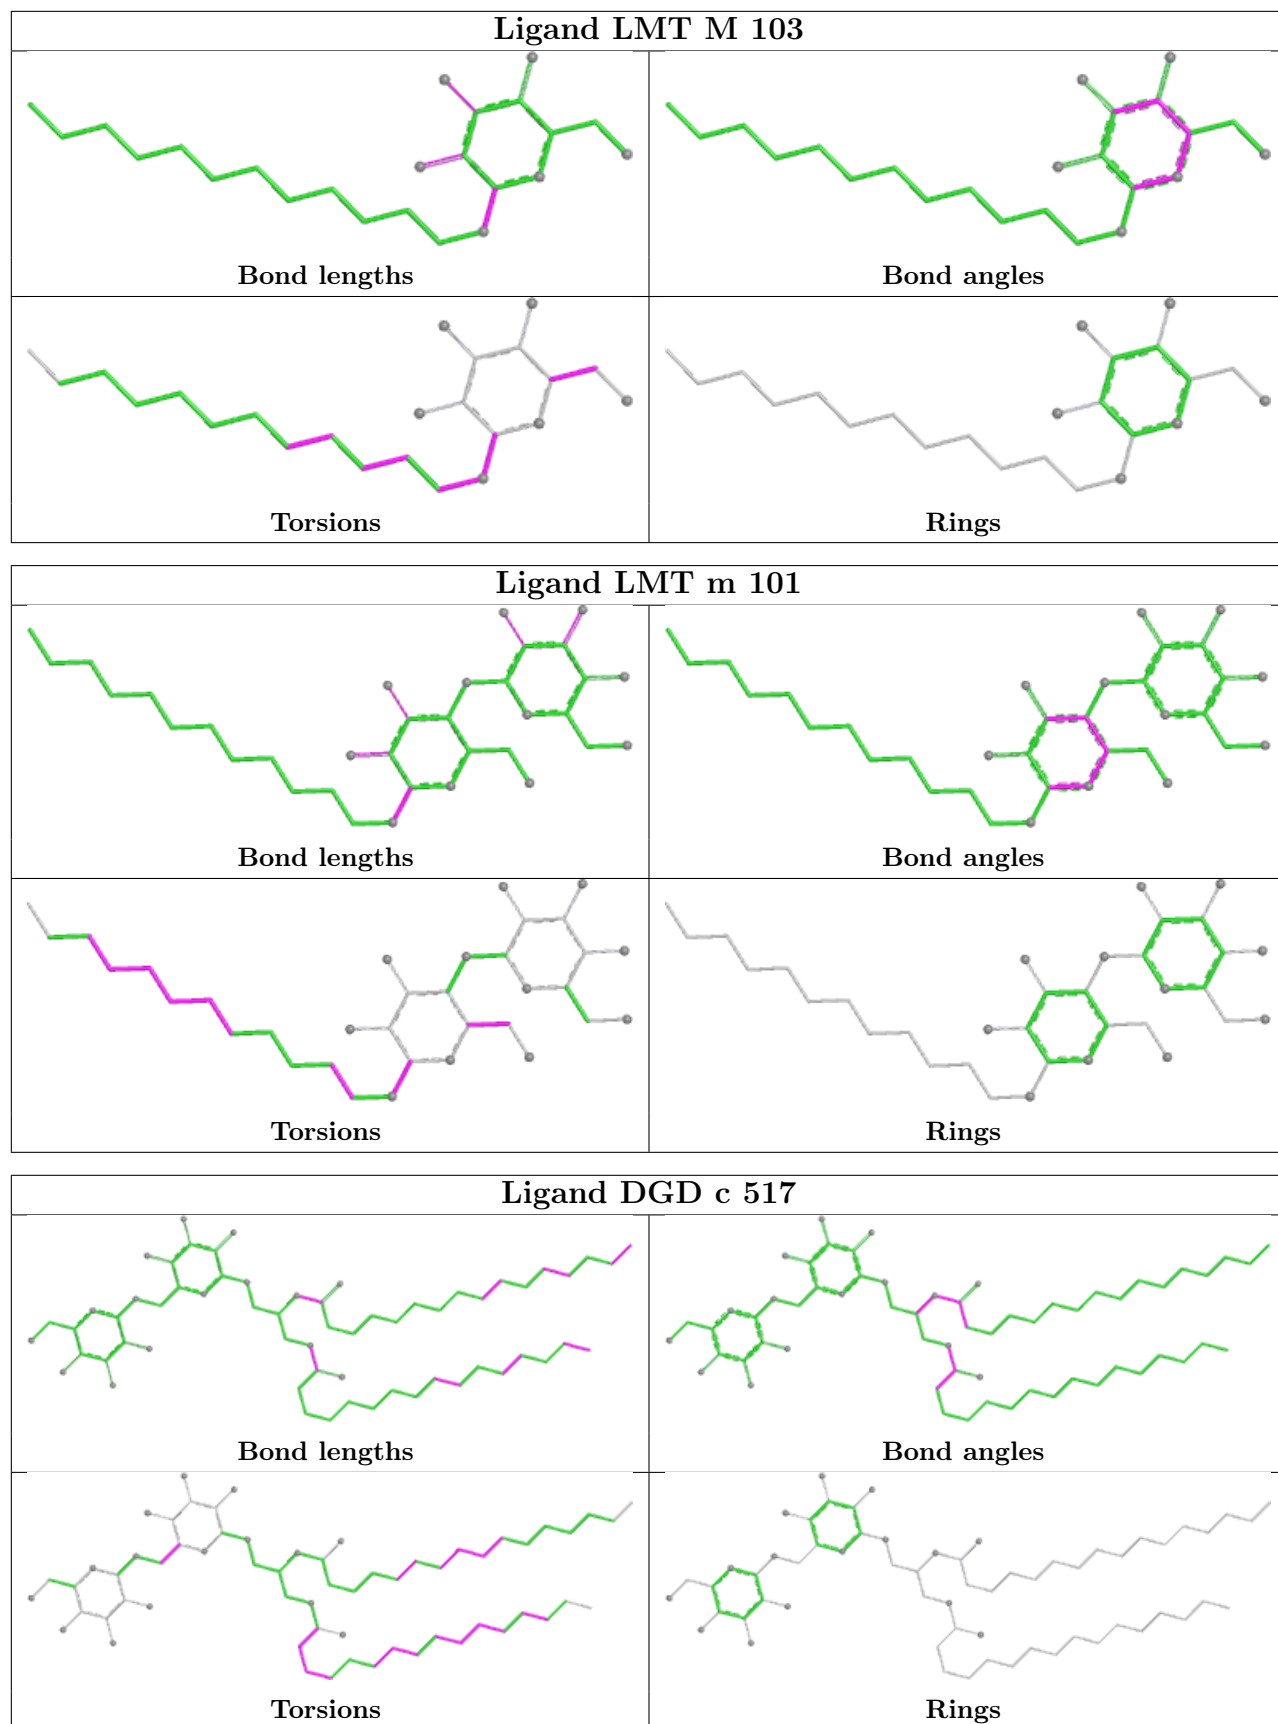 Ligand LMT M 103
Bond lengths
Bond angles
Torsions
Rings
Ligand LMT m 101
Bond lengths
Bond angles
Torsions
Rings
Ligand DGD c 517
Bond lengths
Bond angles
Torsions
Rings